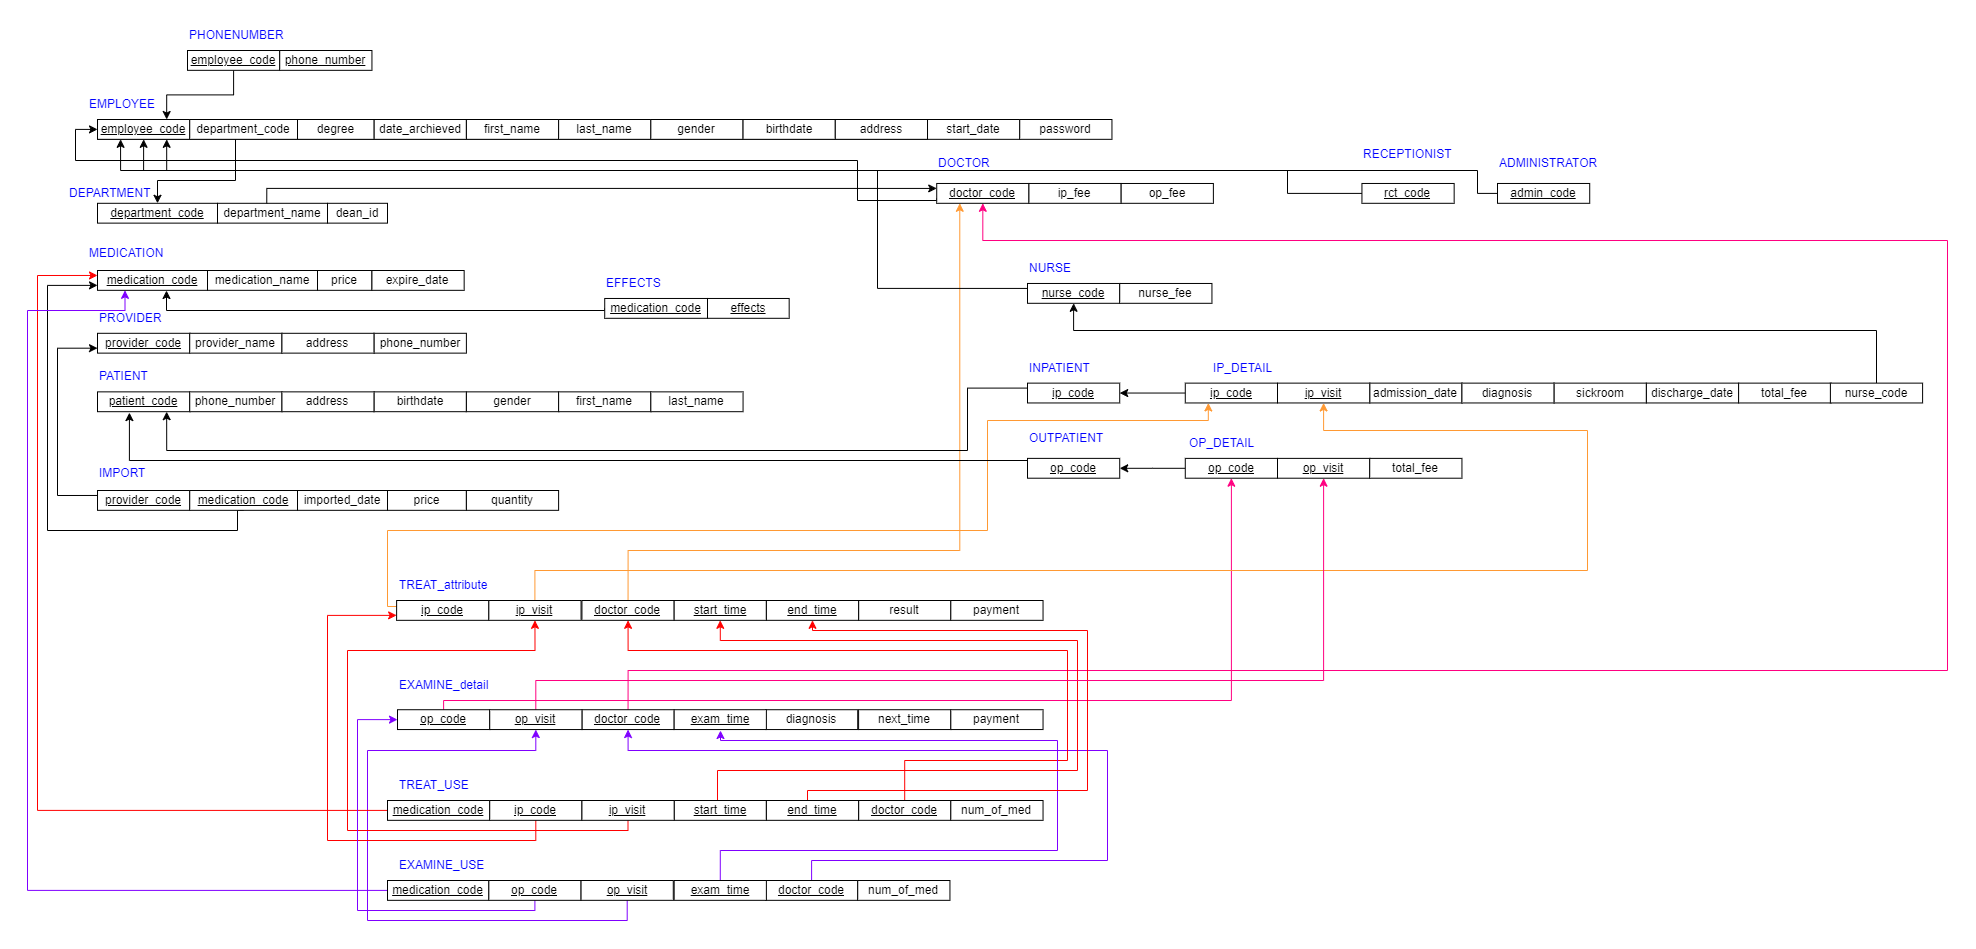 PHONENUMBER
employee_code phone_number
EMPLOYEE
employee_code department_code degree date_archieved first_name last_name gender birthdate address start_date password
DOCTOR
doctor_code ip_fee op_fee
RECEPTIONIST
rct_code
ADMINISTRATOR
admin_code
DEPARTMENT
department_code department_name dean_id
MEDICATION
medication_code medication_name price expire_date
EFFECTS
medication_code effects
NURSE
nurse_code nurse_fee
PROVIDER
provider_code provider_name address phone_number
PATIENT
patient_code phone_number address birthdate gender first_name last_name
INPATIENT
ip_code
IP_DETAIL
ip_code ip_visit admission_date diagnosis sickroom discharge_date total_fee nurse_code
OUTPATIENT
op_code
OP_DETAIL
op_code op_visit total_fee
IMPORT
provider_code medication_code imported_date price quantity
TREAT_attribute
ip_code ip_visit doctor_code start_time end_time result payment
EXAMINE_detail
op_code op_visit doctor_code exam_time diagnosis next_time payment
TREAT_USE
medication_code ip_code ip_visit start_time end_time doctor_code num_of_med
EXAMINE_USE
medication_code op_code op_visit exam_time doctor_code num_of_med